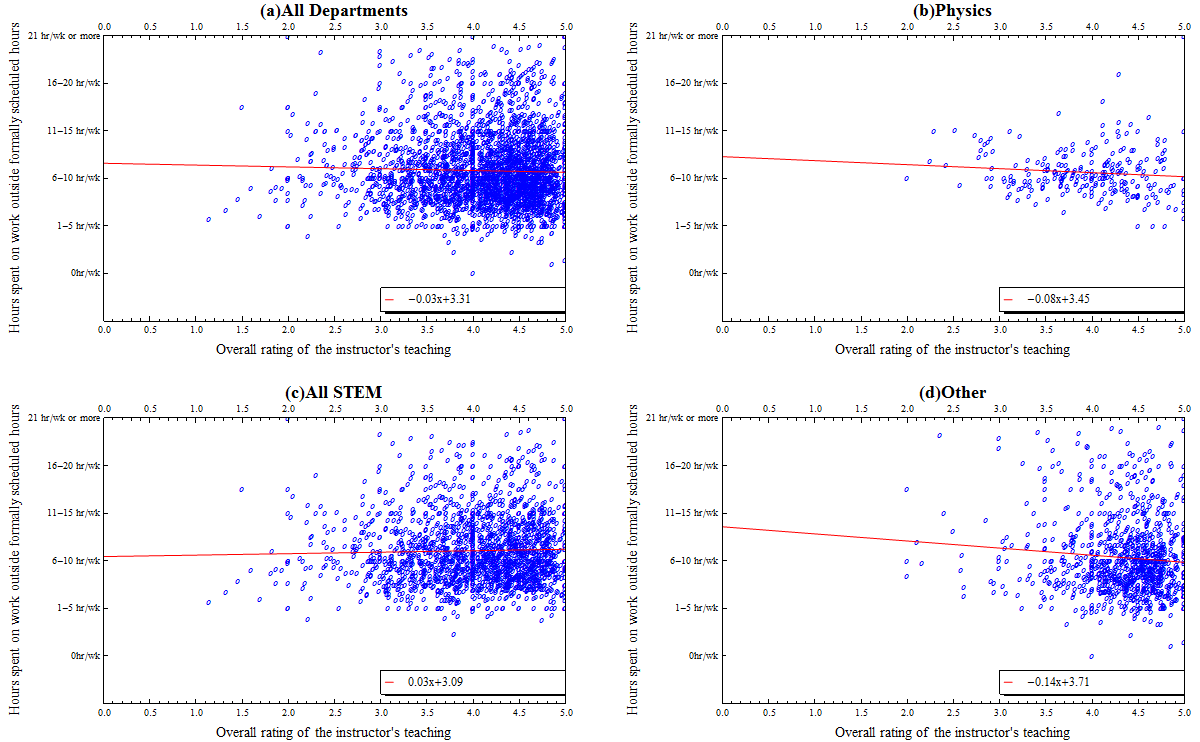 (a)All Departments
0.0 0.5 1.0 1.5 2.0 2.5 3.0 3.5 4.0 4.5 5.0
Hours spent on work outside formally scheduled hours
21 hr/wk or more
16−20 hr/wk
11−15 hr/wk
6−10 hr/wk
1−5 hr/wk
0hr/wk
−0.03x+3.31
0.0 0.5 1.0 1.5 2.0 2.5 3.0 3.5 4.0 4.5 5.0
Overall rating of the instructor's teaching
(b)Physics
0.0 0.5 1.0 1.5 2.0 2.5 3.0 3.5 4.0 4.5 5.0
Hours spent on work outside formally scheduled hours
21 hr/wk or more
16−20 hr/wk
11−15 hr/wk
6−10 hr/wk
1−5 hr/wk
0hr/wk
−0.08x+3.45
0.0 0.5 1.0 1.5 2.0 2.5 3.0 3.5 4.0 4.5 5.0
Overall rating of the instructor's teaching
(c)All STEM
0.0 0.5 1.0 1.5 2.0 2.5 3.0 3.5 4.0 4.5 5.0
Hours spent on work outside formally scheduled hours
21 hr/wk or more
16−20 hr/wk
11−15 hr/wk
6−10 hr/wk
1−5 hr/wk
0hr/wk
0.03x+3.09
0.0 0.5 1.0 1.5 2.0 2.5 3.0 3.5 4.0 4.5 5.0
Overall rating of the instructor's teaching
(d)Other
0.0 0.5 1.0 1.5 2.0 2.5 3.0 3.5 4.0 4.5 5.0
Hours spent on work outside formally scheduled hours
21 hr/wk or more
16−20 hr/wk
11−15 hr/wk
6−10 hr/wk
1−5 hr/wk
0hr/wk
−0.14x+3.71
0.0 0.5 1.0 1.5 2.0 2.5 3.0 3.5 4.0 4.5 5.0
Overall rating of the instructor's teaching